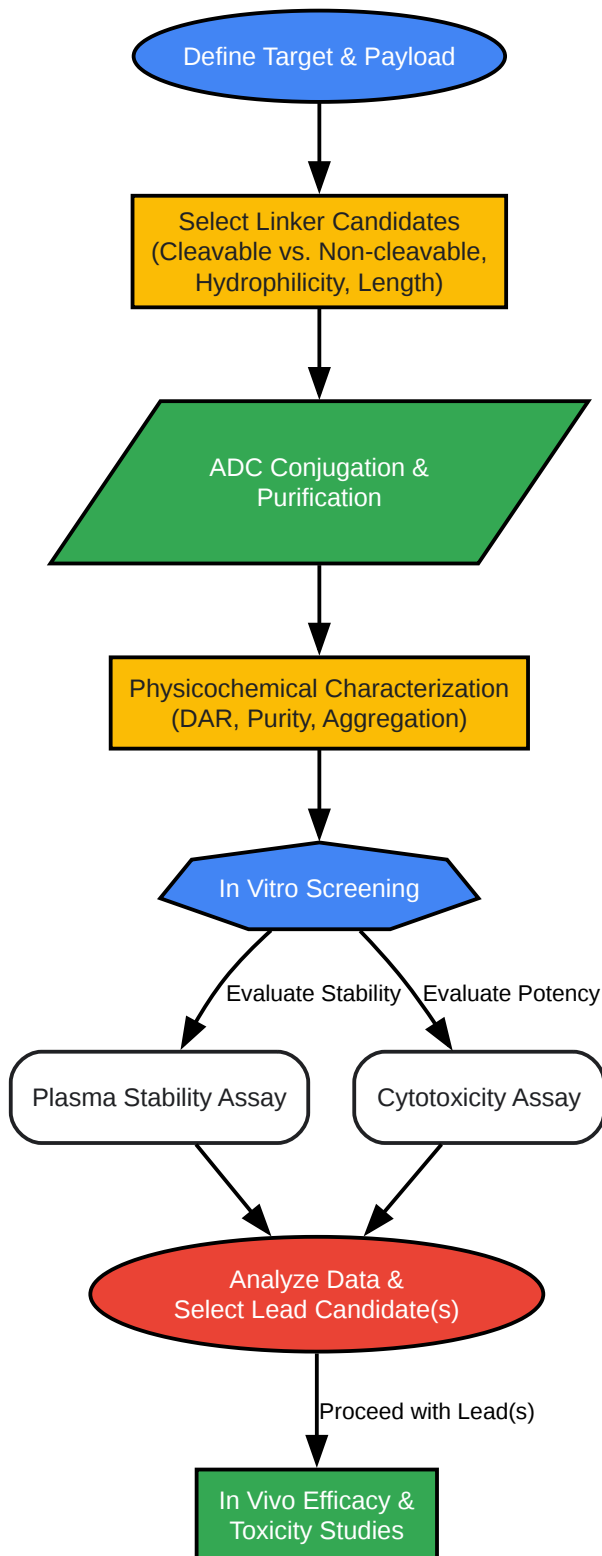 Define Target & Payload
Select Linker Candidates
(Cleavable vs. Non-cleavable,
Hydrophilicity, Length)
ADC Conjugation &
Purification
Physicochemical Characterization
(DAR, Purity, Aggregation)
In Vitro Screening
Evaluate Stability
Evaluate Potency
Plasma Stability Assay
Cytotoxicity Assay
Analyze Data &
Select Lead Candidate(s)
Proceed with Lead(s)
In Vivo Efficacy &
Toxicity Studies